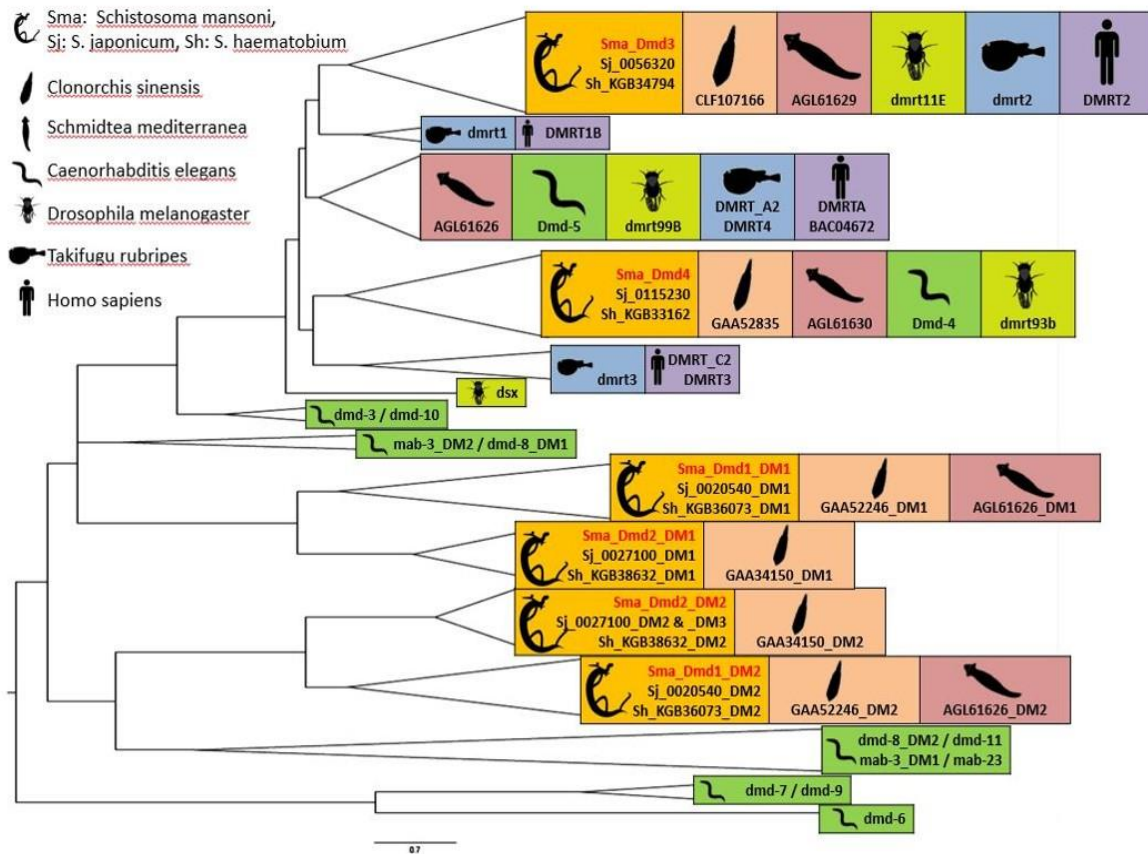 Sma: Schistosoma mansoni,
Sj: S. japonicum, Sh: S. haematobium
Clonorchis sinensis
Schmidtea mediterranea
Caenorhabditis elegans
Drosophila melanogaster
Takifugu rubripes
Homo sapiens
Sma_Dmd3
Sj_0056320
Sh_KGB34794
CLF107166
AGL61629
dmrt11E
dmrt2
DMRT2
dmrt1
DMRT1B
AGL61626
Dmd-5
dmrt99B
DMRT_A2
DMRT4
DMRTA
BAC04672
Sma_Dmd4
Sj_0115230
Sh_KGB33162
GAA52835
AGL61630
Dmd-4
dmrt93b
dmrt3
DMRT_C2
DMRT3
dsx
dmd-3 / dmd-10
mab-3_DM2 / dmd-8_DM1
Sma_Dmd1_DM1
Sj_0020540_DM1
Sh_KGB36073_DM1
GAA52246_DM1
AGL61626_DM1
Sma_Dmd2_DM1
Sj_0027100_DM1
Sh_KGB38632_DM1
GAA34150_DM1
Sma_Dmd2_DM2
Sj_0027100_DM2 & _DM3
Sh_KGB38632_DM2
GAA34150_DM2
Sma_Dmd1_DM2
Sj_0020540_DM2
Sh_KGB36073_DM2
GAA52246_DM2
AGL61626_DM2
dmd-8_DM2 / dmd-11
mab-3_DM1 / mab-23
dmd-7 / dmd-9
dmd-6
0.7